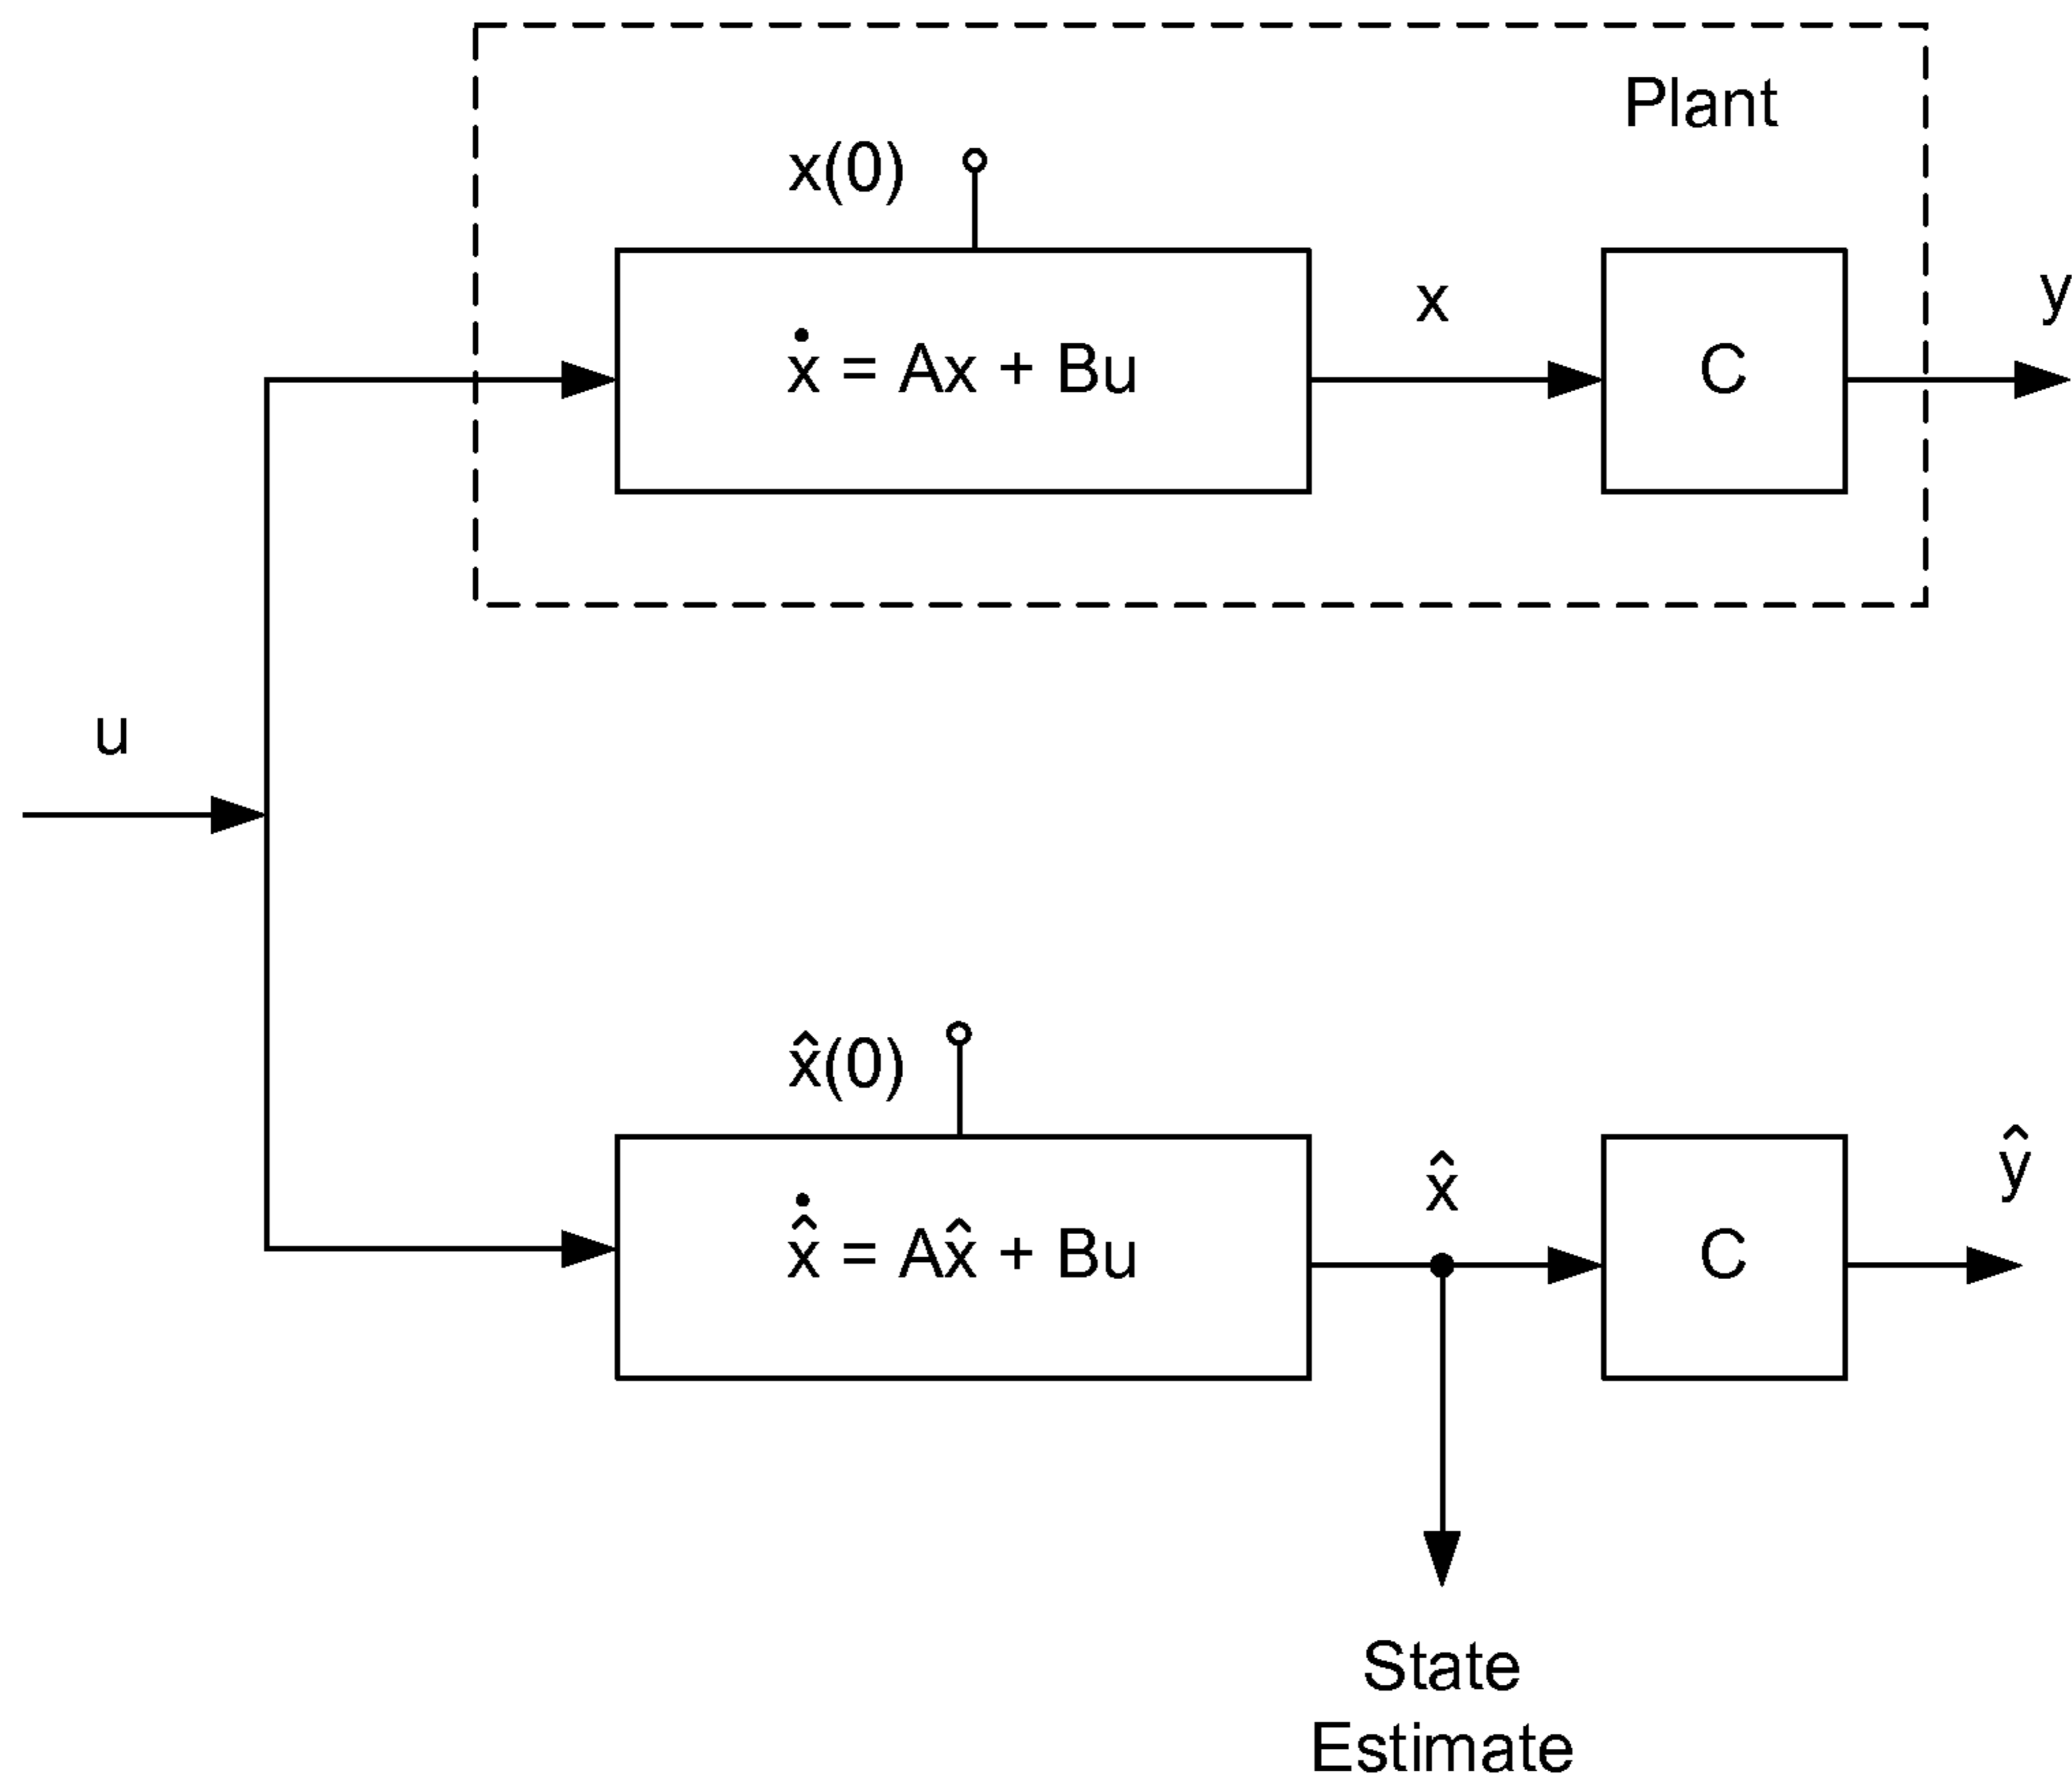 Plant
x(0)
ẋ = Ax + Bu
x
C
y
u
x̂(0)
x̂̇ = Ax̂ + Bu
x̂
C
ŷ
State
Estimate